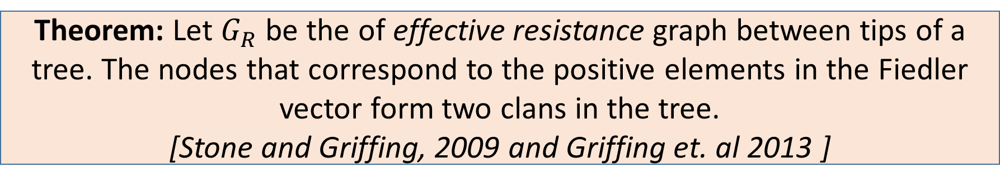 Theorem: Let G_R be the of effective resistance graph between tips of a
tree. The nodes that correspond to the positive elements in the Fiedler
vector form two clans in the tree.
[Stone and Griffing, 2009 and Griffing et. al 2013 ]